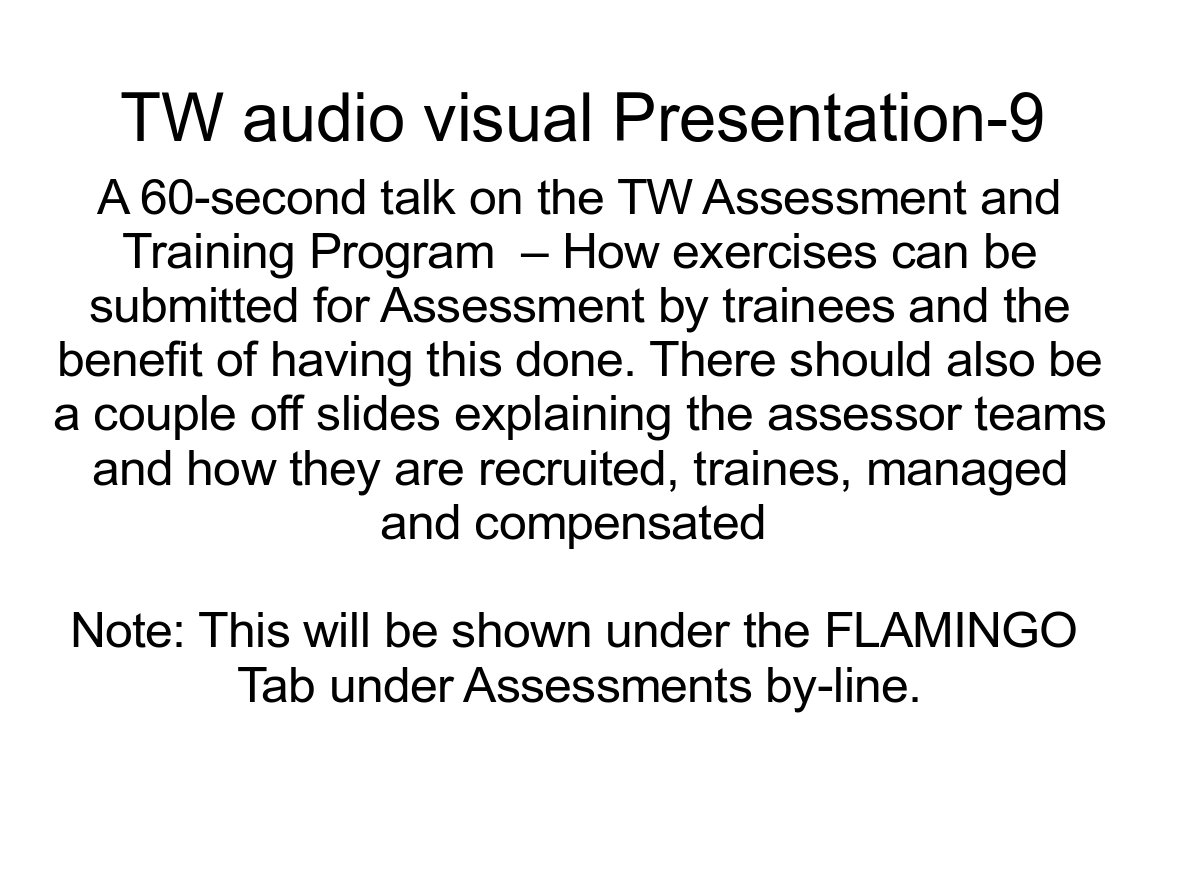 TW audio visual Presentation-9
A 60-second talk on the TW Assessment and
Training Program – How exercises can be
submitted for Assessment by trainees and the
benefit of having this done. There should also be
a couple off slides explaining the assessor teams
and how they are recruited, traines, managed
and compensated
Note: This will be shown under the FLAMINGO
Tab under Assessments by-line.